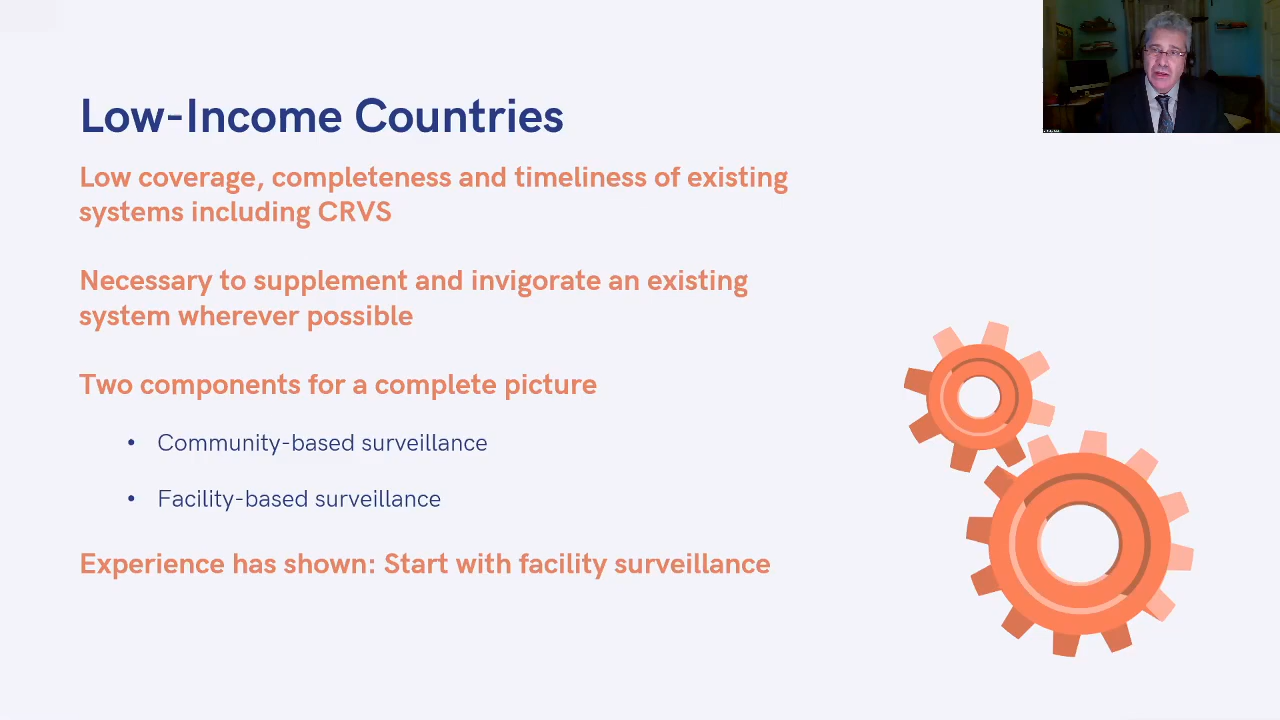 Low-Income Countries
Low coverage, completeness and timeliness of existing
systems including CRVS
Necessary to supplement and invigorate an existing
system wherever possible
Two components for a complete picture
• Community-based surveillance
• Facility-based surveillance
Experience has shown: Start with facility surveillance